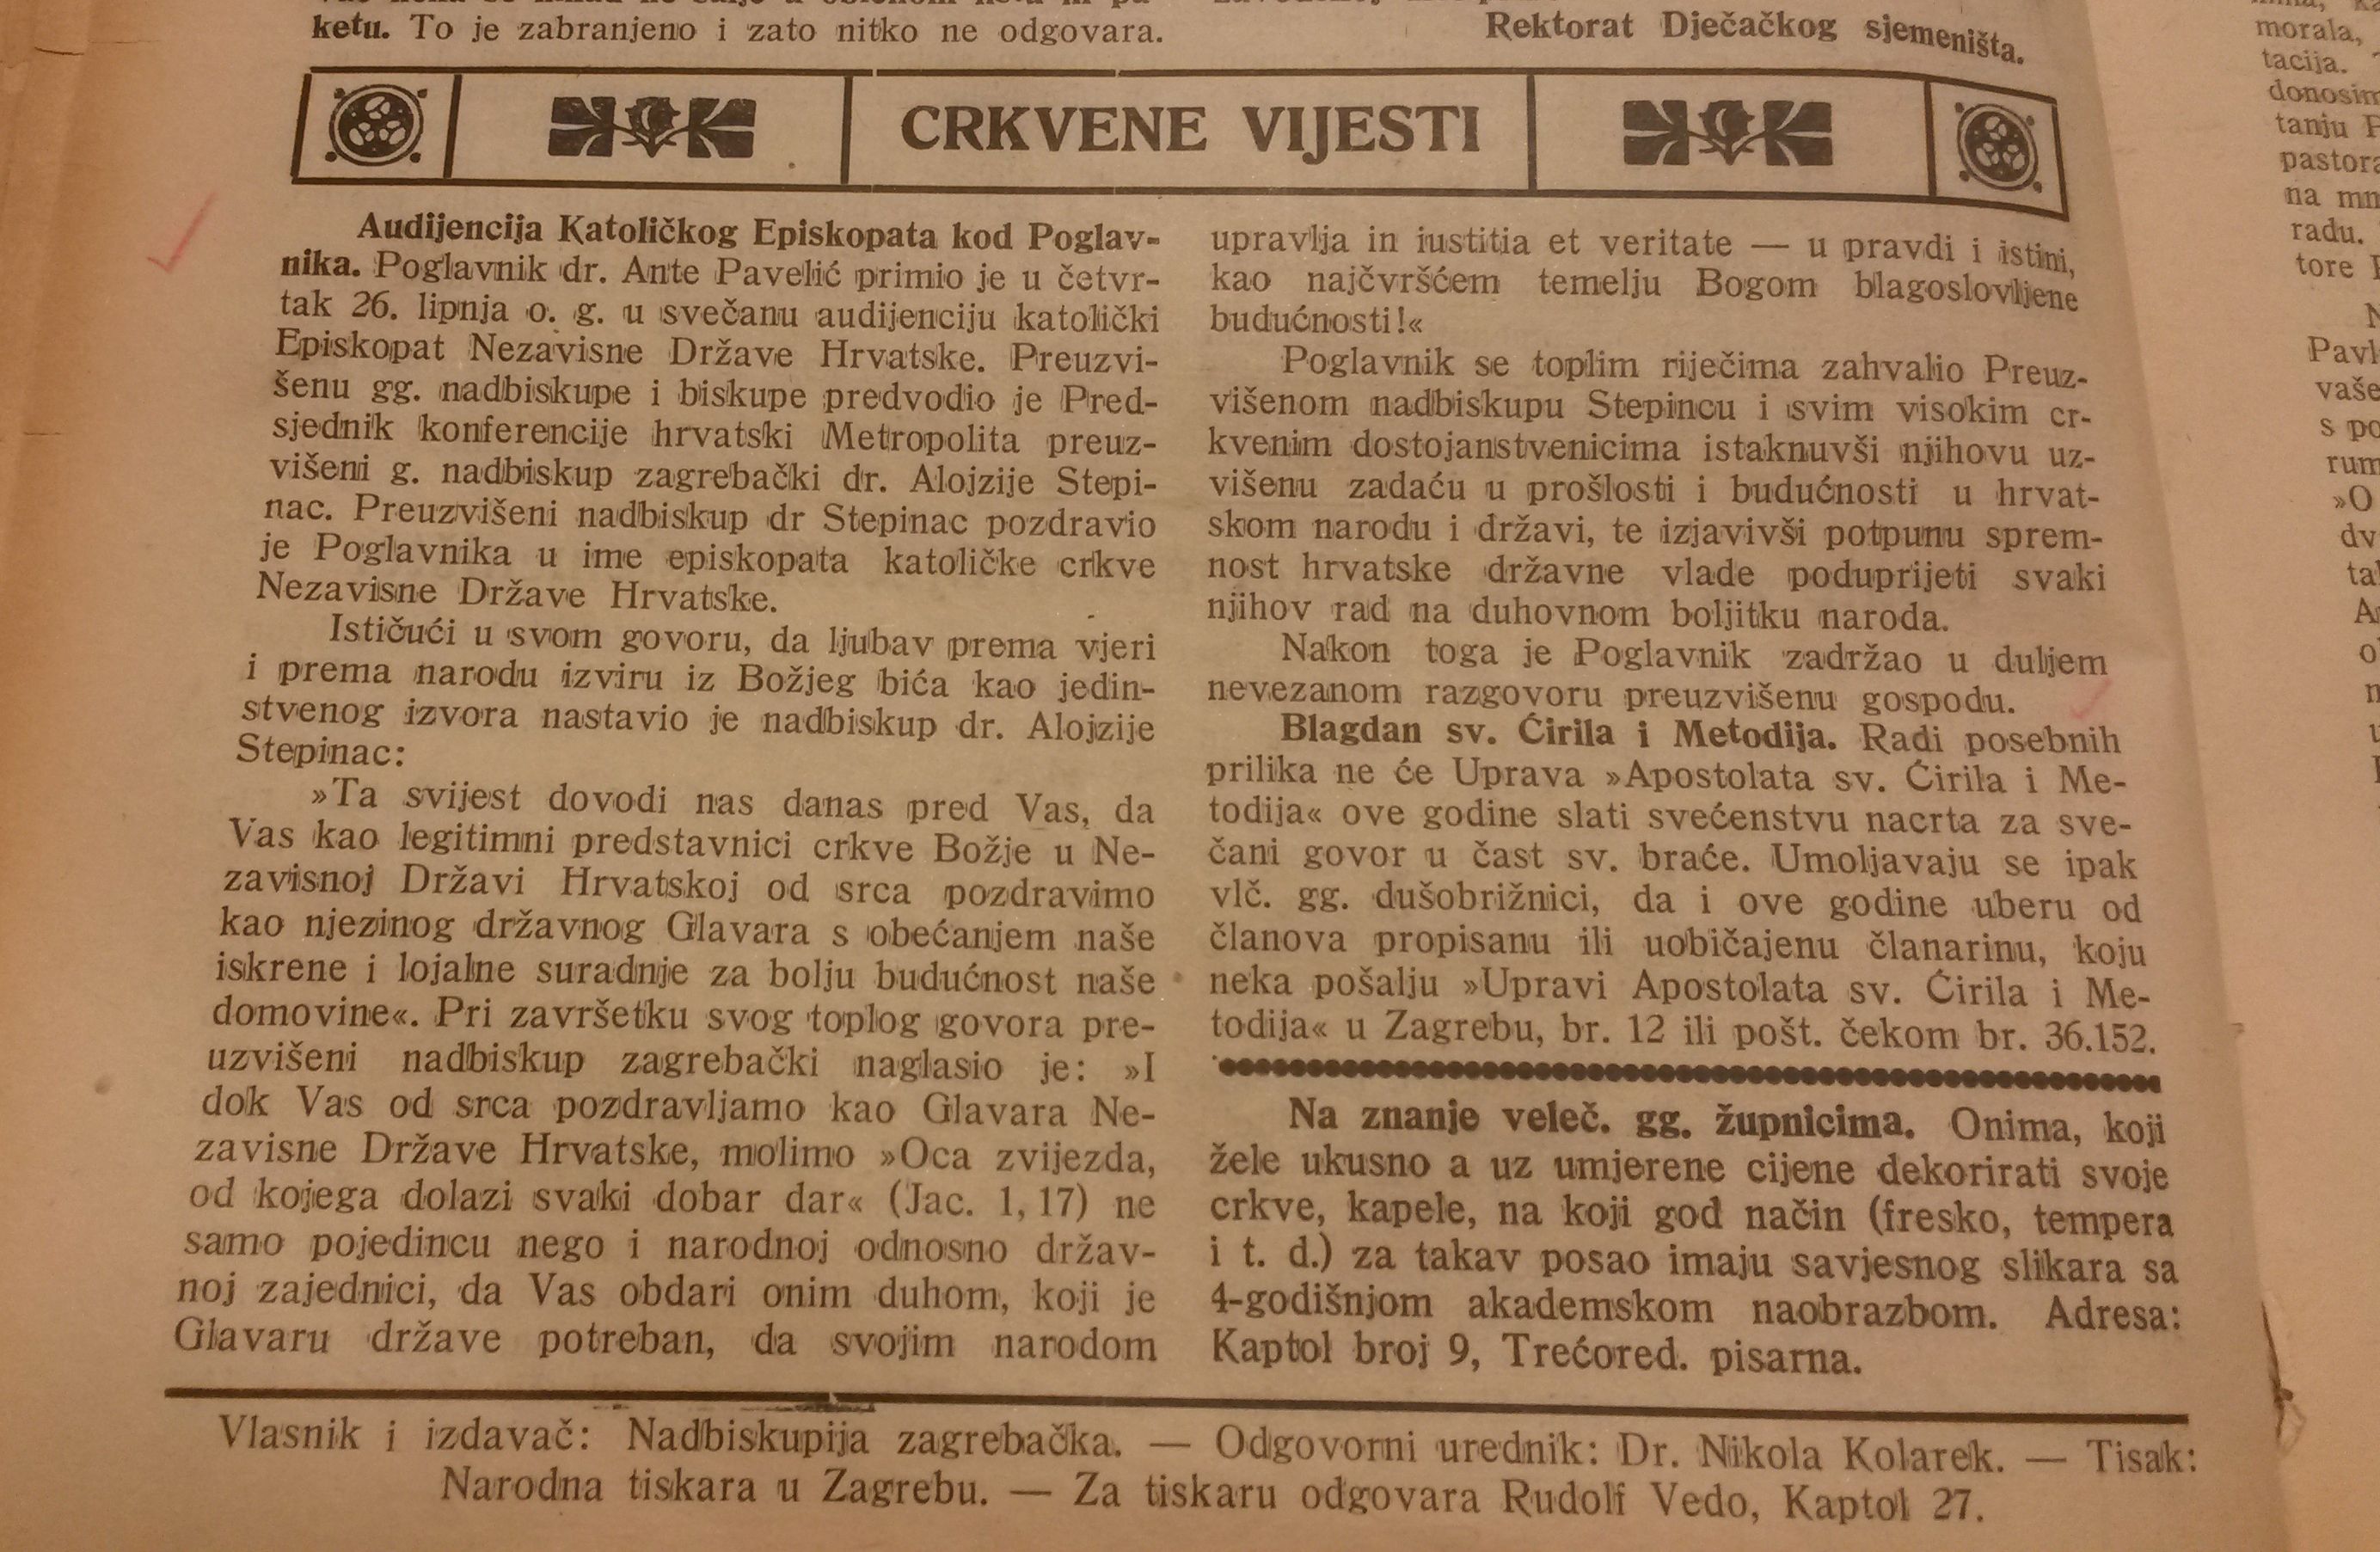 ketu. To je zabranjeno i zato nitko ne odgovara.
Rektorat Dječačkog sjemeništa.
CRKVENE VIJESTI
Audijencija Katoličkog Episkopata kod Poglav-
nika. Poglavnik dr. Ante Pavelić primio je u četvr-
tak 26. lipnja o. g. u svečanu audijenciju katolički
Episkopat Nezavisne Države Hrvatske. Preuzvi-
šenu gg. nadbiskupe i biskupe predvodio je Pred-
sjednik konferencije hrvatski Metropolita preuz-
višeni g. nadbiskup zagrebački dr. Alojzije Stepi-
nac. Preuzvišeni nadbiskup dr Stepinac pozdravio
je Poglavnika u ime episkopata katoličke crkve
Nezavisne Države Hrvatske.
Ističući u svom govoru, da ljubav prema vjeri
i prema narodu izviru iz Božjeg bića kao jedin-
stvenog izvora nastavio je nadbiskup dr. Alojzije
Stepinac:
»Ta svijest dovodi nas danas pred Vas, da
Vas kao legitimni predstavnici crkve Božje u Ne-
zavisnoj Državi Hrvatskoj od srca pozdravimo
kao njezinog državnog Glavara s obećanjem naše
iskrene i lojalne suradnje za bolju budućnost naše
domovine«. Pri završetku svog toplog govora pre-
uzvišeni nadbiskup zagrebački naglasio je: »I
dok Vas od srca pozdravljamo kao Glavara Ne-
zavisne Države Hrvatske, molimo »Oca zvijezda,
od kojega dolazi svaki dobar dar« (Jac. 1, 17) ne
samo pojedincu nego i narodnoj odnosno držav-
noj zajednici, da Vas obdari onim duhom, koji je
Glavaru države potreban, da svojim narodom
upravlja in iustitia et veritate — u pravdi i istini,
kao najčvršćem temelju Bogom blagoslovljene
budućnosti!«
Poglavnik se toplim riječima zahvalio Preuz-
višenom nadbiskupu Stepincu i svim visokim cr-
kvenim dostojanstvenicima istaknuvši njihovu uz-
višenu zadaću u prošlosti i budućnosti u hrvat-
skom narodu i državi, te izjavivši potpunu sprem-
nost hrvatske državne vlade poduprijeti svaki
njihov rad na duhovnom boljitku naroda.
Nakon toga je Poglavnik zadržao u duljem
nevezanom razgovoru preuzvišenu gospodu.
Blagdan sv. Ćirila i Metodija. Radi posebnih
prilika ne će Uprava »Apostolata sv. Ćirila i Me-
todija« ove godine slati svećenstvu nacrta za sve-
čani govor u čast sv. braće. Umoljavaju se ipak
vlč. gg. dušobrižnici, da i ove godine uberu od
članova propisanu ili uobičajenu članarinu, koju
neka pošalju »Upravi Apostolata sv. Ćirila i Me-
todija« u Zagrebu, br. 12 ili pošt. čekom br. 36.152.
Na znanje veleč. gg. župnicima. Onima, koji
žele ukusno a uz umjerene cijene dekorirati svoje
crkve, kapele, na koji god način (fresko, tempera
i t. d.) za takav posao imaju savjesnog slikara sa
4-godišnjom akademskom naobrazbom. Adresa:
Kaptol broj 9, Trećored. pisarna.
Vlasnik i izdavač: Nadbiskupija zagrebačka. — Odgovorni urednik: Dr. Nikola Kolarek. — Tisak:
Narodna tiskara u Zagrebu. — Za tiskaru odgovara Rudolf Vedo, Kaptol 27.
morala,
tacija.
donosim
tanju
pastora
na
radu.
tore
Pavl
vaše
s
rum
»O
dv